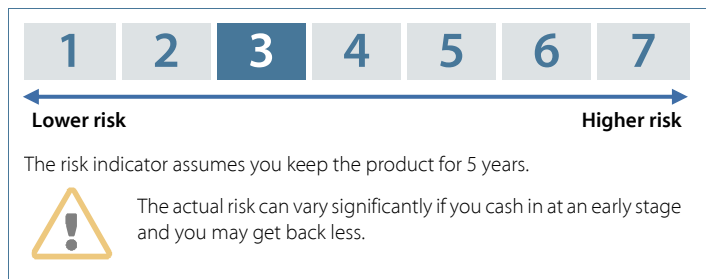 1 2 3 4 5 6 7
Lower risk Higher risk
The risk indicator assumes you keep the product for 5 years.
The actual risk can vary significantly if you cash in at an early stage
and you may get back less.